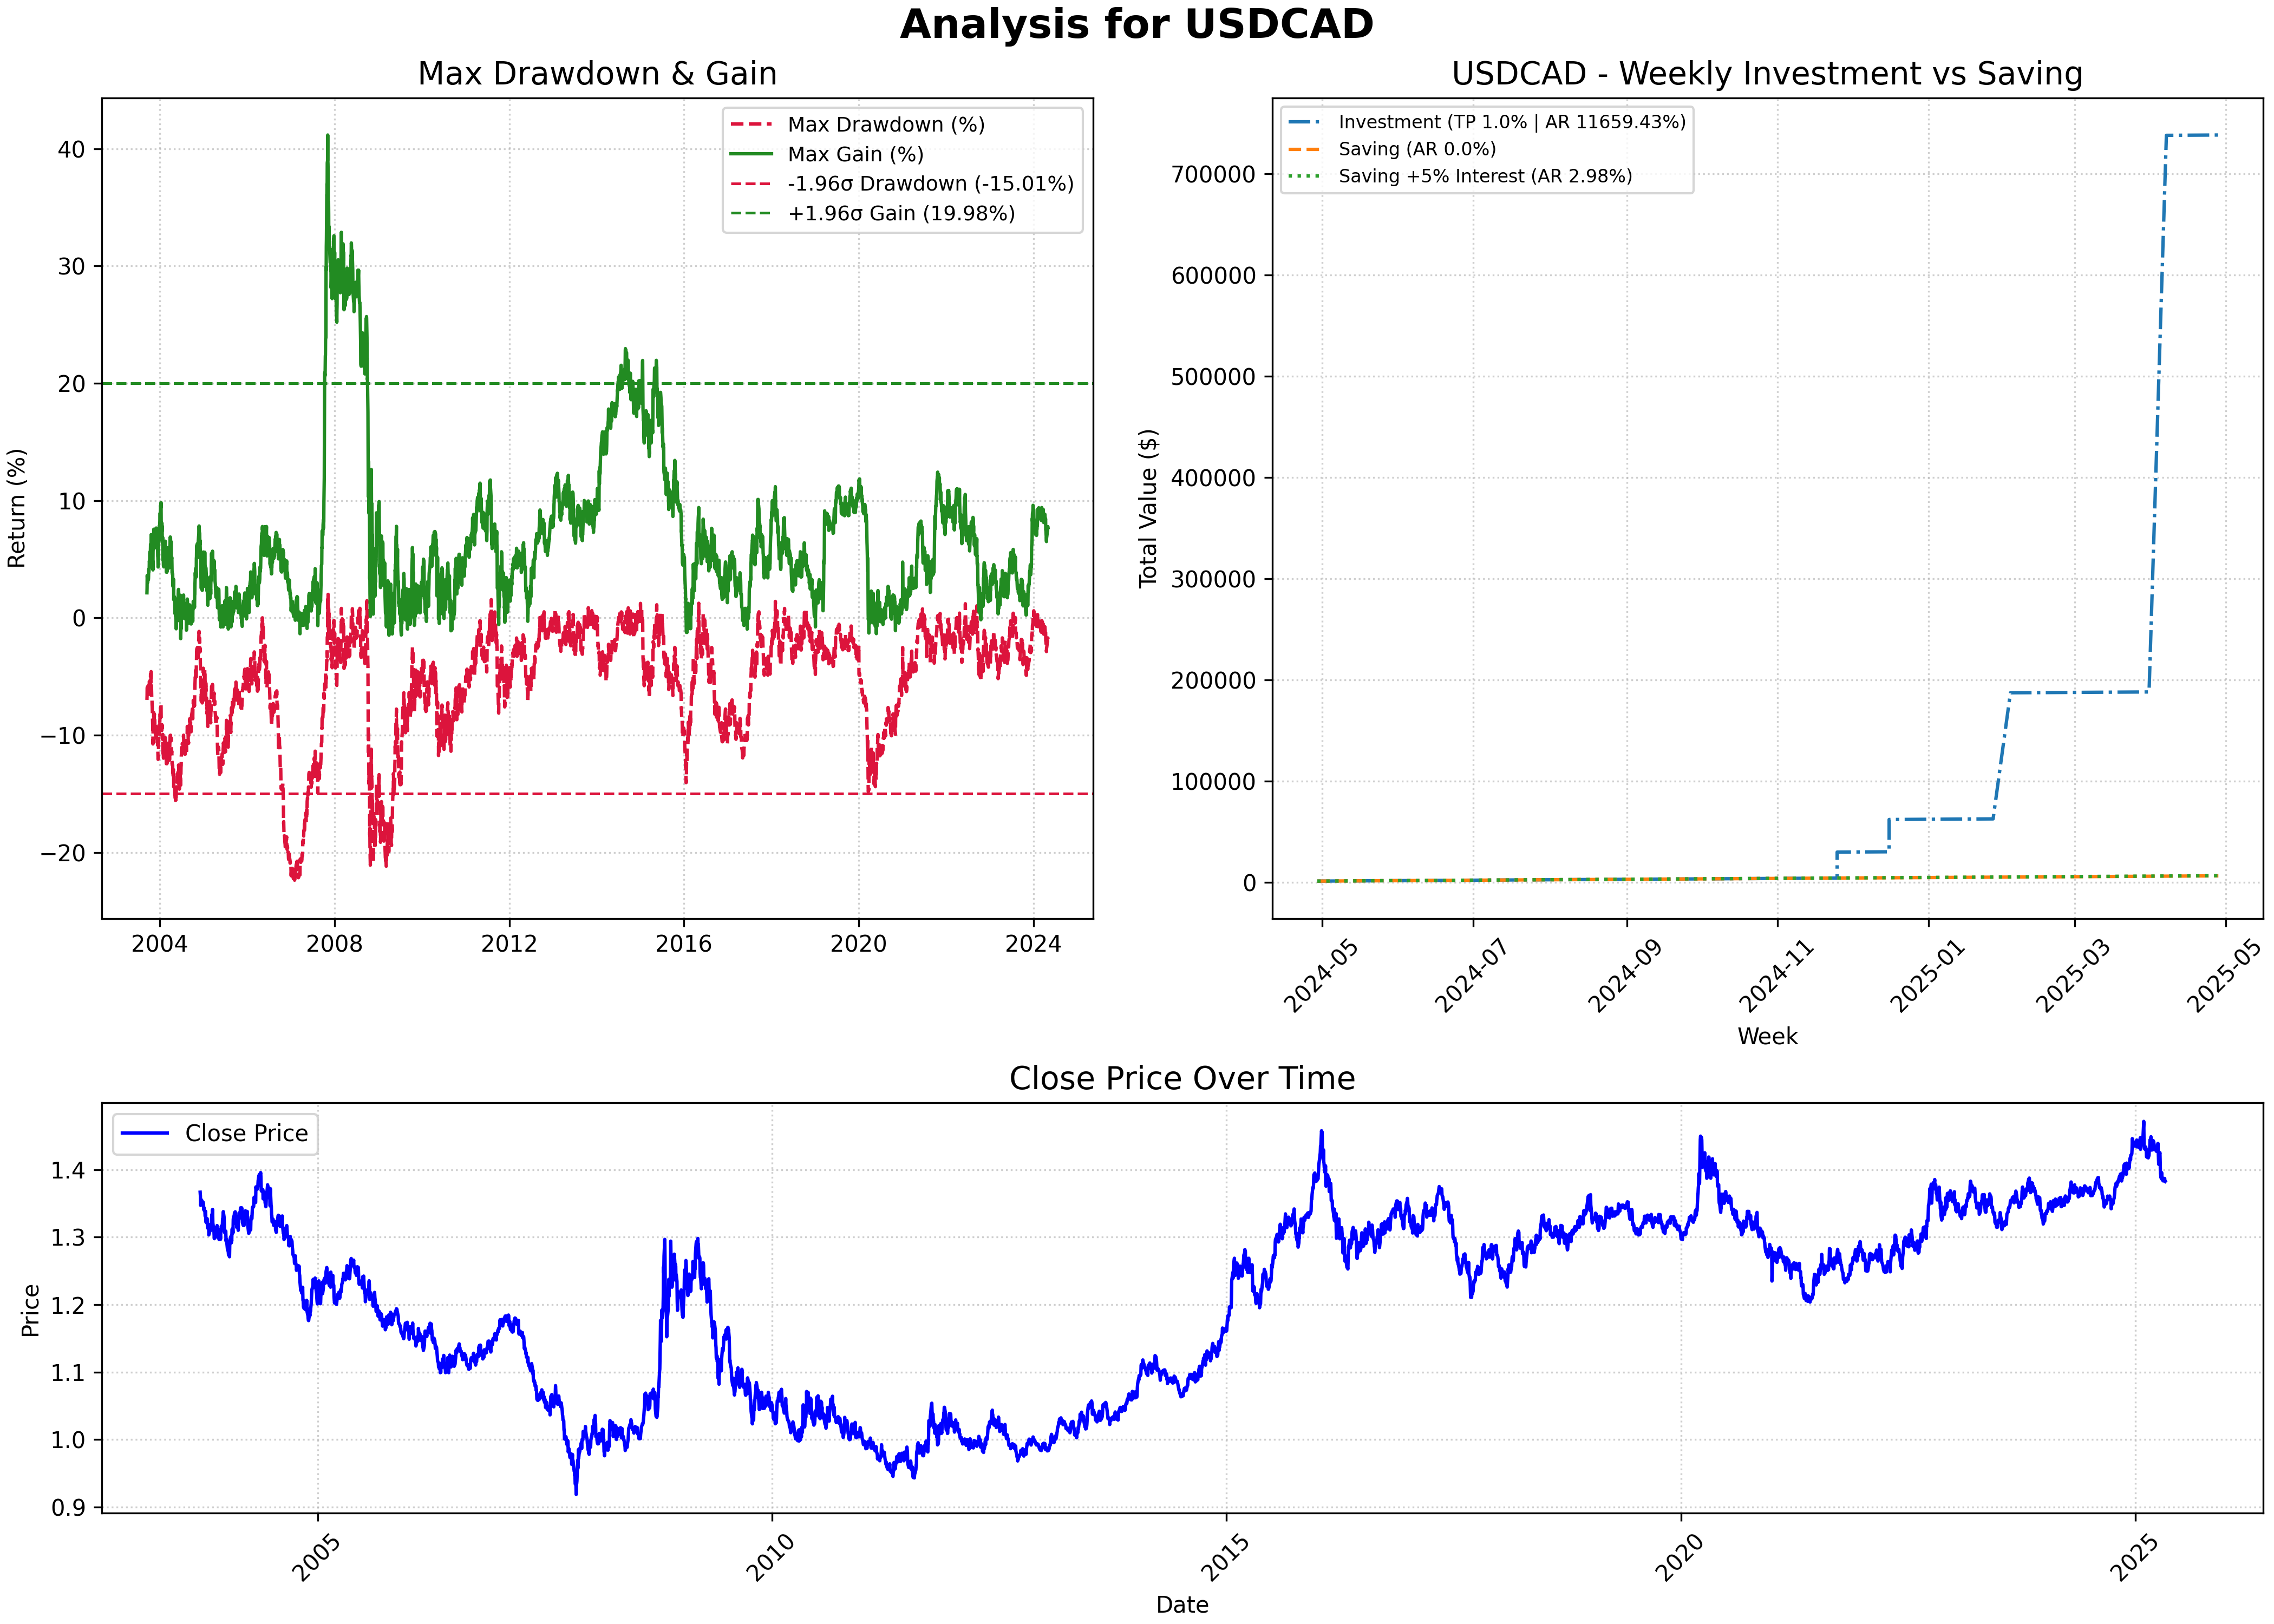 Analysis for USDCAD
Max Drawdown & Gain
Max Drawdown (%)
Max Gain (%)
-1.96σ Drawdown (-15.01%)
+1.96σ Gain (19.98%)
Return (%)
40
30
20
10
0
−10
−20
2004
2008
2012
2016
2020
2024
USDCAD - Weekly Investment vs Saving
Investment (TP 1.0% | AR 11659.43%)
Saving (AR 0.0%)
Saving +5% Interest (AR 2.98%)
Total Value ($)
700000
600000
500000
400000
300000
200000
100000
0
2024-05
2024-07
2024-09
2024-11
2025-01
2025-03
2025-05
Week
Close Price Over Time
Close Price
Price
1.4
1.3
1.2
1.1
1.0
0.9
2005
2010
2015
2020
2025
Date